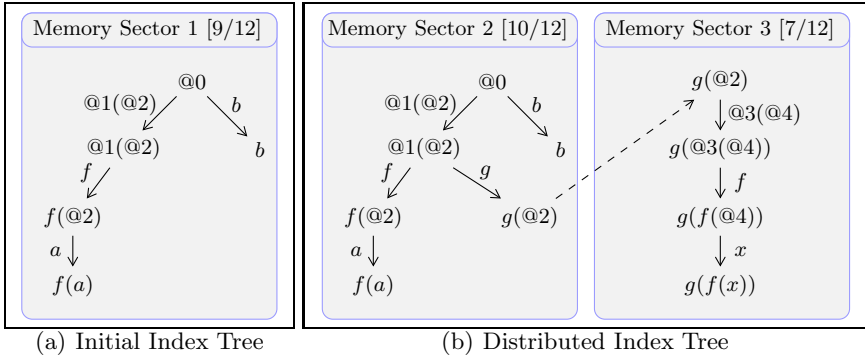 Memory Sector 1 [9/12]
@0
@1(@2) b
@1(@2) b
f
f(@2)
a
f(a)
(a) Initial Index Tree
Memory Sector 2 [10/12]
@0
@1(@2) b
@1(@2) b
f g
f(@2) g(@2)
a
f(a)
Memory Sector 3 [7/12]
g(@2)
@3(@4)
g(@3(@4))
f
g(f(@4))
x
g(f(x))
(b) Distributed Index Tree